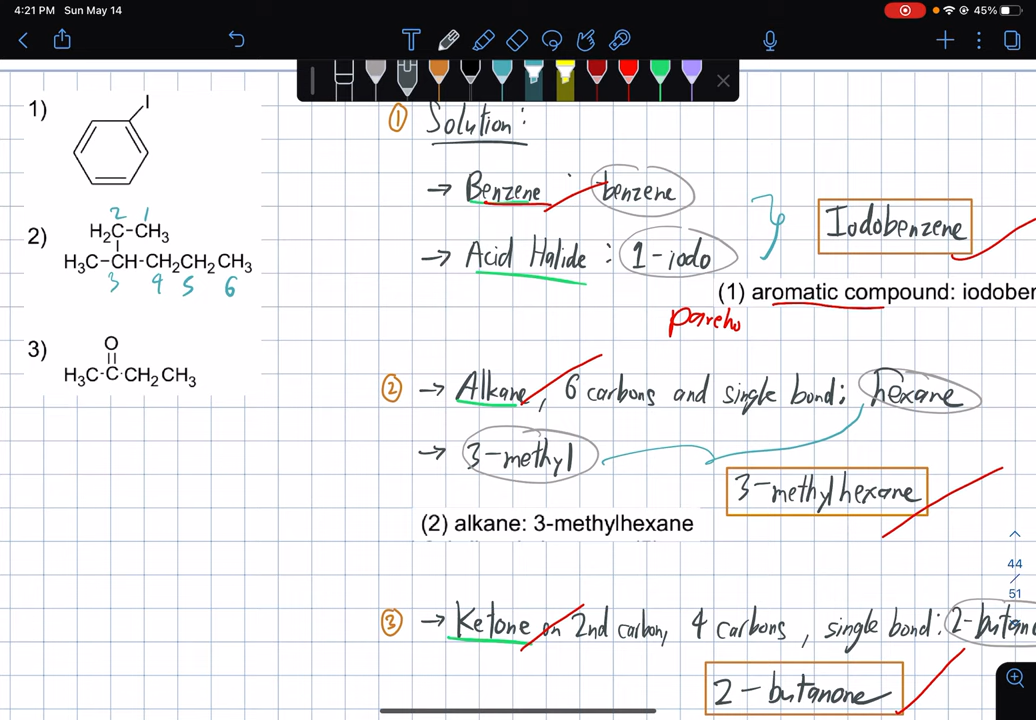 4:21 PM Sun May 14
45%
1)
I
① Solution:
→ Benzene : benzene
→ Acid Halide : 1-iodo
Iodobenzene
(1) aromatic compound: iodoben
2)
2 1
H₂C-CH₃
H₃C-CH-CH₂CH₂CH₃
3 4 5 6
② → Alkane, 6 carbons and single bond: hexane
→ 3-methyl
3-methylhexane
(2) alkane: 3-methylhexane
3)
O
H₃C-C-CH₂CH₃
44
/
51
③ → Ketone on 2nd carbon, 4 carbons, single bond: 2-butano
2-butanone